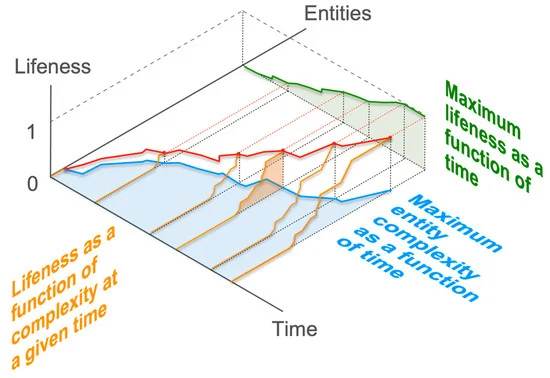 Entities
Lifeness
1
0
Maximum
lifeness as a
function of
time
Maximum
entity
complexity
as a function
of time
Lifeness as a
function of
complexity at
a given time
Time